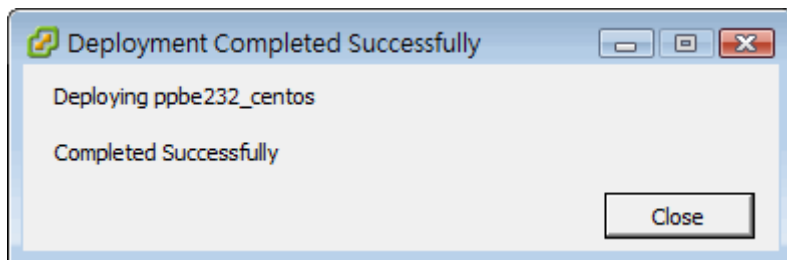 Deployment Completed Successfully
Deploying ppbe232_centos
Completed Successfully
Close